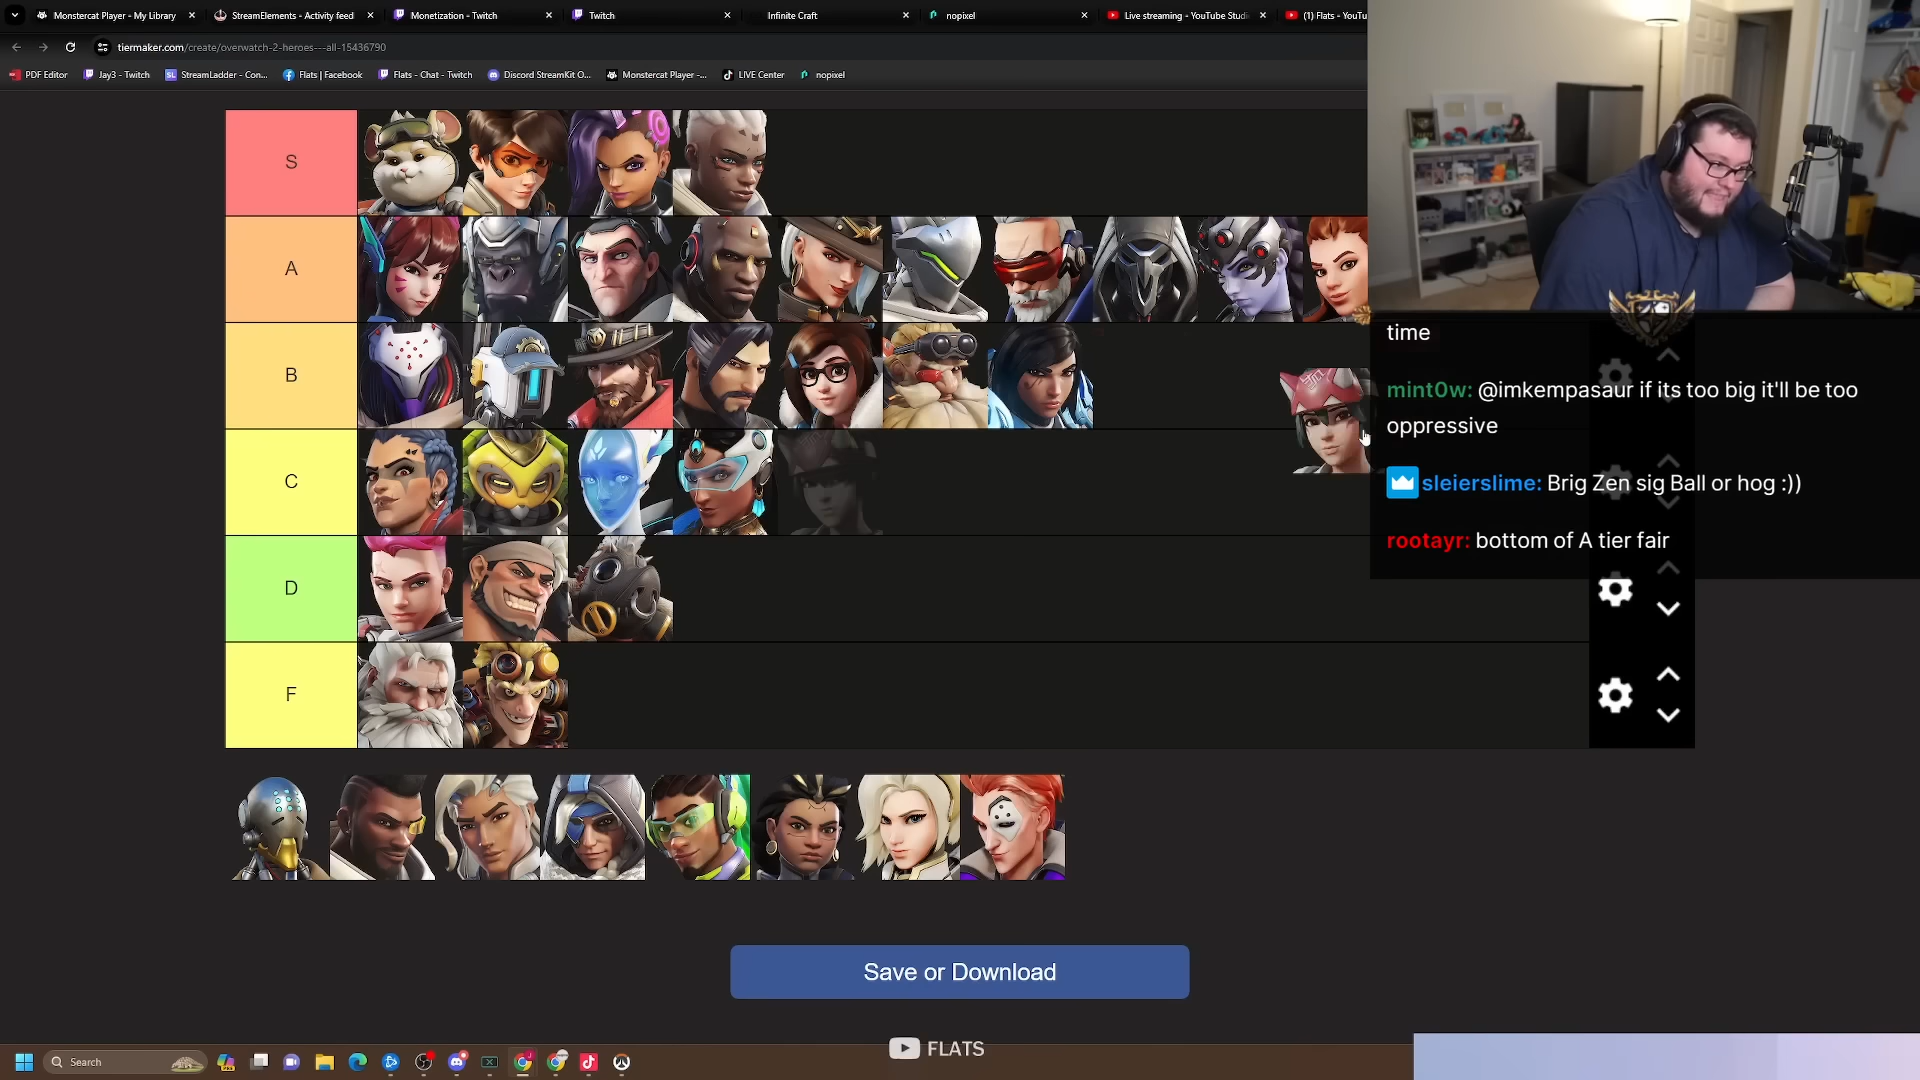 Monstercat Player - My Library
StreamElements - Activity feed
Monetization - Twitch
Twitch
Infinite Craft
nopixel
Live streaming - YouTube Studi
(1) Flats - YouTu
tiermaker.com/create/overwatch-2-heroes---all-15436790
PDF Editor
Jay3 - Twitch
StreamLadder - Con...
Flats | Facebook
Flats - Chat - Twitch
Discord StreamKit O...
Monstercat Player -...
LIVE Center
nopixel
S
A
B
C
D
F
time
mint0w: @imkempasaur if its too big it'll be too
oppressive
sleierslime: Brig Zen sig Ball or hog :))
rootayr: bottom of A tier fair
Save or Download
FLATS
Search